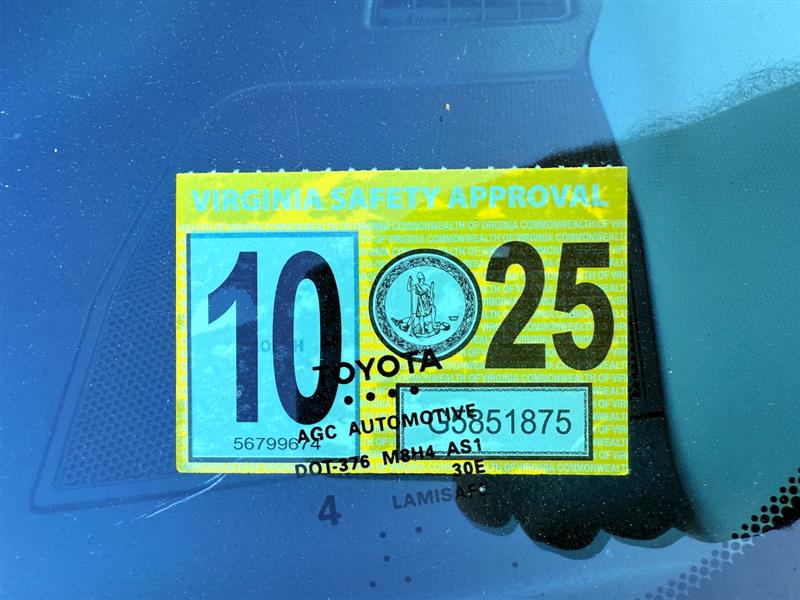 VIRGINIA SAFETY APPROVAL
10
25
TOYOTA
G5851875
AGC AUTOMOTIVE
56799674
DOT-376 M8H4 AS1
30E
LAMISAFE
4